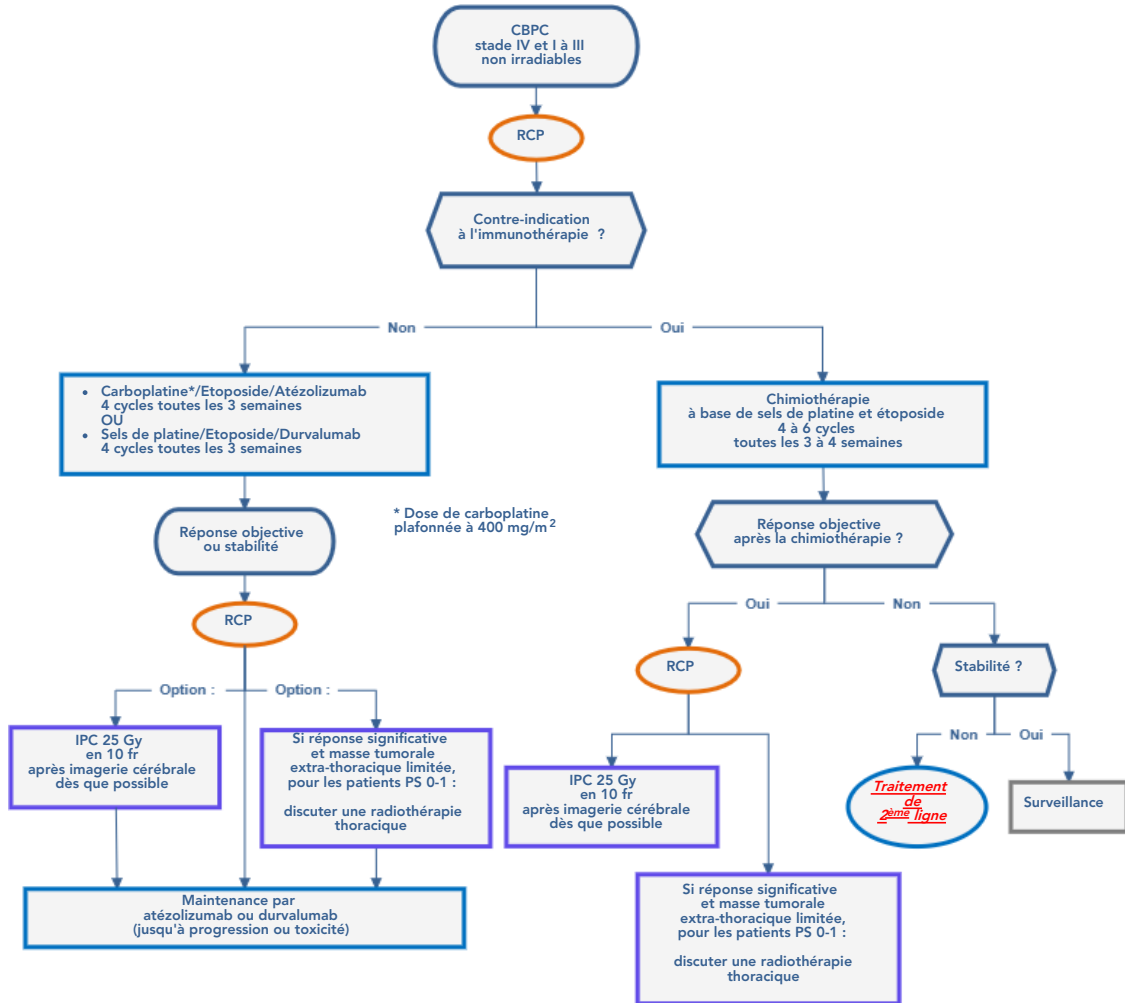 CBPC
stade IV et I à III
non irradiables
RCP
Contre-indication
à l'immunothérapie ?
Non
Oui
• Carboplatine*/Etoposide/Atézolizumab
4 cycles toutes les 3 semaines
OU
• Sels de platine/Etoposide/Durvalumab
4 cycles toutes les 3 semaines
Chimiothérapie
à base de sels de platine et étoposide
4 à 6 cycles
toutes les 3 à 4 semaines
* Dose de carboplatine
plafonnée à 400 mg/m²
Réponse objective
ou stabilité
Réponse objective
après la chimiothérapie ?
RCP
Oui
Non
RCP
Stabilité ?
Option :
Option :
IPC 25 Gy
en 10 fr
après imagerie cérébrale
dès que possible
Si réponse significative
et masse tumorale
extra-thoracique limitée,
pour les patients PS 0-1 :
discuter une radiothérapie
thoracique
IPC 25 Gy
en 10 fr
après imagerie cérébrale
dès que possible
Non
Oui
Traitement
de
2ème ligne
Surveillance
Maintenance par
atézolizumab ou durvalumab
(jusqu'à progression ou toxicité)
Si réponse significative
et masse tumorale
extra-thoracique limitée,
pour les patients PS 0-1 :
discuter une radiothérapie
thoracique